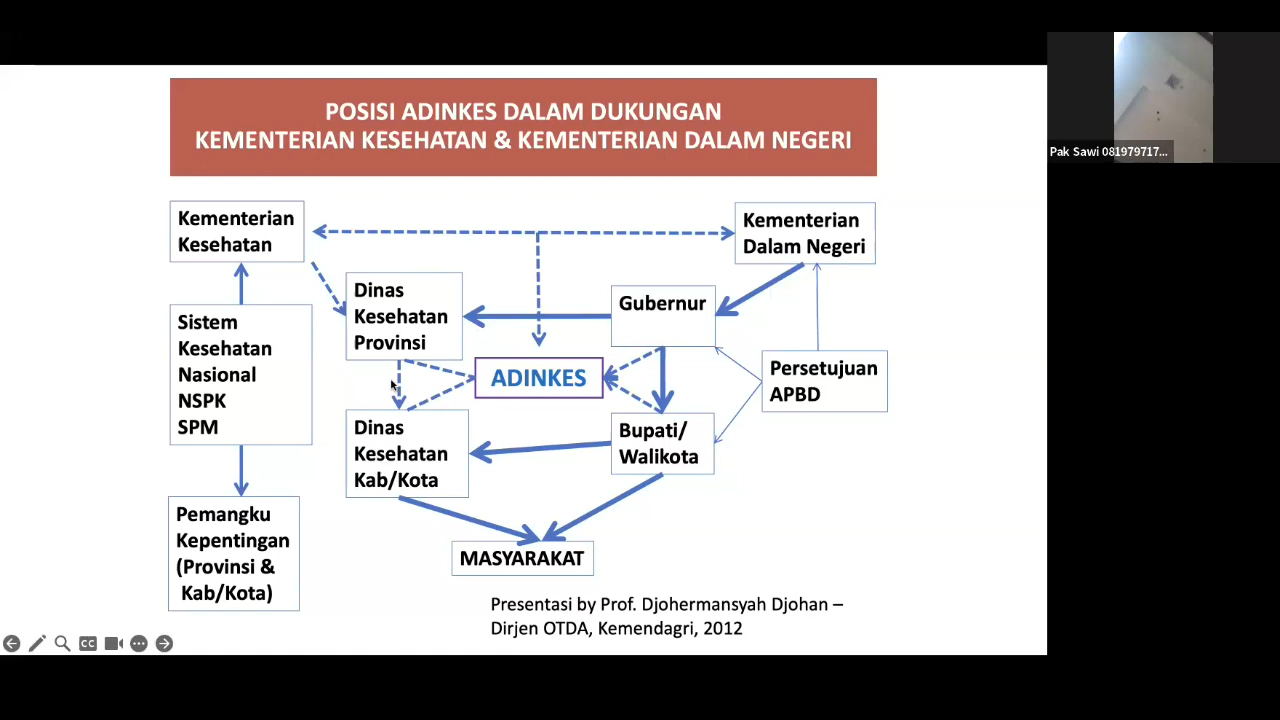 POSISI ADINKES DALAM DUKUNGAN
KEMENTERIAN KESEHATAN & KEMENTERIAN DALAM NEGERI
Pak Sawi 081979717...
Kementerian
Kesehatan
Kementerian
Dalam Negeri
Dinas
Kesehatan
Provinsi
Gubernur
Sistem
Kesehatan
Nasional
NSPK
SPM
ADINKES
Persetujuan
APBD
Dinas
Kesehatan
Kab/Kota
Bupati/
Walikota
Pemangku
Kepentingan
(Provinsi &
Kab/Kota)
MASYARAKAT
Presentasi by Prof. Djohermansyah Djohan –
Dirjen OTDA, Kemendagri, 2012
CC